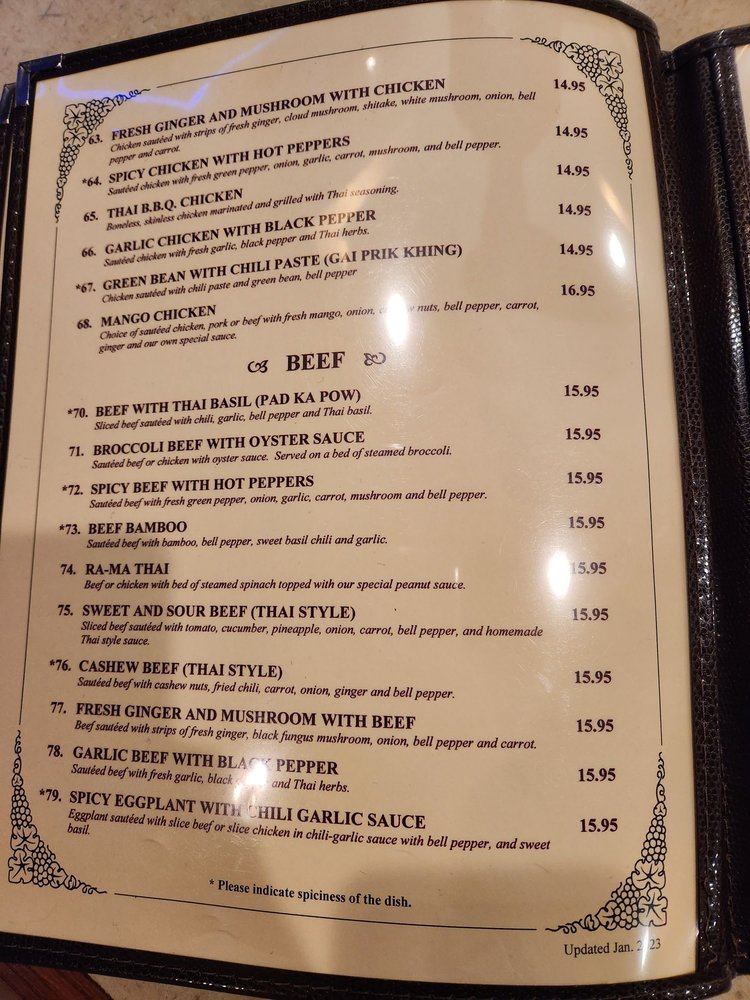 63. FRESH GINGER AND MUSHROOM WITH CHICKEN 14.95
Chicken sautéed with strips of fresh ginger, cloud mushroom, shitake, white mushroom, onion, bell
pepper and carrot.
*64. SPICY CHICKEN WITH HOT PEPPERS 14.95
Sautéed chicken with fresh green pepper, onion, garlic, carrot, mushroom, and bell pepper.
65. THAI B.B.Q. CHICKEN 14.95
Boneless, skinless chicken marinated and grilled with Thai seasoning.
66. GARLIC CHICKEN WITH BLACK PEPPER 14.95
Sautéed chicken with fresh garlic, black pepper and Thai herbs.
*67. GREEN BEAN WITH CHILI PASTE (GAI PRIK KHING) 14.95
Chicken sautéed with chili paste and green bean, bell pepper
68. MANGO CHICKEN 16.95
Choice of sautéed chicken, pork or beef with fresh mango, onion, nuts, bell pepper, carrot,
ginger and our own special sauce.
BEEF
*70. BEEF WITH THAI BASIL (PAD KA POW) 15.95
Sliced beef sautéed with chili, garlic, bell pepper and Thai basil.
71. BROCCOLI BEEF WITH OYSTER SAUCE 15.95
Sautéed beef or chicken with oyster sauce. Served on a bed of steamed broccoli.
*72. SPICY BEEF WITH HOT PEPPERS 15.95
Sautéed beef with fresh green pepper, onion, garlic, carrot, mushroom and bell pepper.
*73. BEEF BAMBOO 15.95
Sautéed beef with bamboo, bell pepper, sweet basil chili and garlic.
74. RA-MA THAI 15.95
Beef or chicken with bed of steamed spinach topped with our special peanut sauce.
75. SWEET AND SOUR BEEF (THAI STYLE) 15.95
Sliced beef sautéed with tomato, cucumber, pineapple, onion, carrot, bell pepper, and homemade
Thai style sauce.
*76. CASHEW BEEF (THAI STYLE) 15.95
Sautéed beef with cashew nuts, fried chili, carrot, onion, ginger and bell pepper.
77. FRESH GINGER AND MUSHROOM WITH BEEF 15.95
Beef sautéed with strips of fresh ginger, black fungus mushroom, onion, bell pepper and carrot.
78. GARLIC BEEF WITH BLACK PEPPER 15.95
Sautéed beef with fresh garlic, black and Thai herbs.
*79. SPICY EGGPLANT WITH CHILI GARLIC SAUCE 15.95
Eggplant sautéed with slice beef or slice chicken in chili-garlic sauce with bell pepper, and sweet
basil.
* Please indicate spiciness of the dish.
Updated Jan.